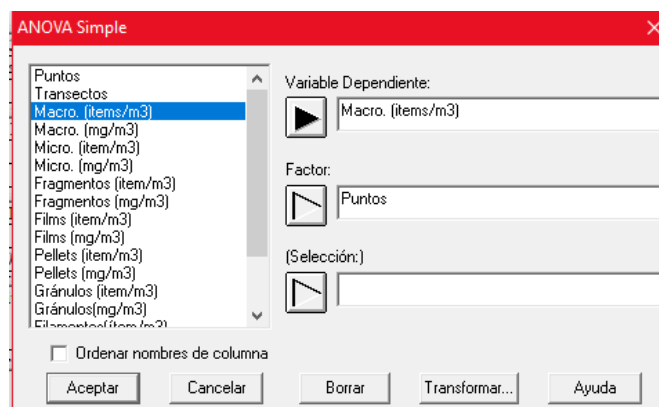 ANOVA Simple
Puntos
Transectos
Macro. (items/m3)
Macro. (mg/m3)
Micro. (item/m3)
Micro. (mg/m3)
Fragmentos (item/m3)
Fragmentos (mg/m3)
Films (item/m3)
Films (mg/m3)
Pellets (item/m3)
Pellets (mg/m3)
Gránulos (item/m3)
Gránulos(mg/m3)
Filamentos(item/m3)
Variable Dependiente:
Macro. (items/m3)
Factor:
Puntos
(Selección:)
Ordenar nombres de columna
Aceptar Cancelar Borrar Transformar... Ayuda